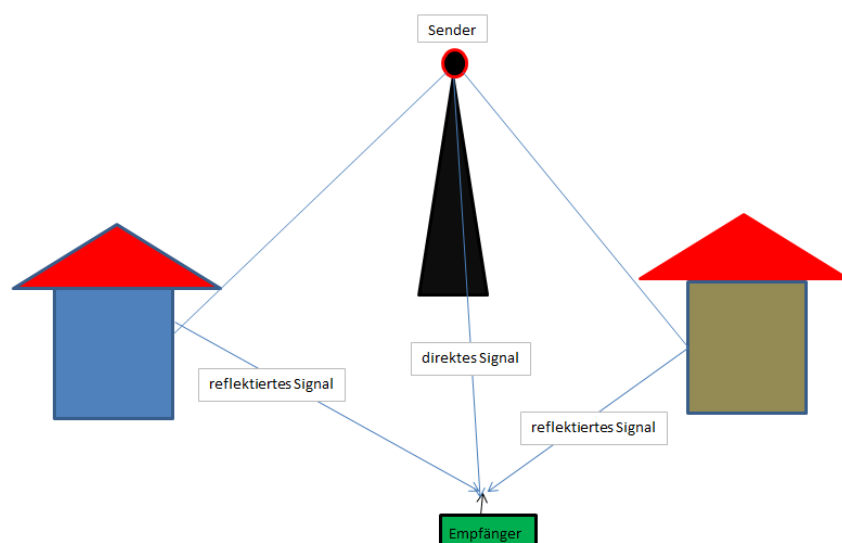 Sender
direktes Signal
reflektiertes Signal
reflektiertes Signal
Empfänger